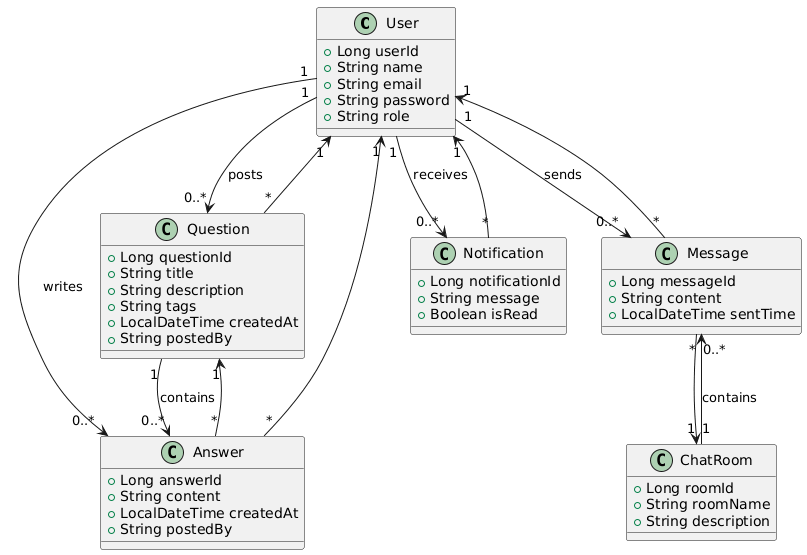 C User
Long userId
String name
String email
String password
String role
1
1
1
1
posts
0..*
*
1
1
1
receives
0..*
1
*
sends
0..*
*
C Question
Long questionId
String title
String description
String tags
LocalDateTime createdAt
String postedBy
C Notification
Long notificationId
String message
Boolean isRead
C Message
Long messageId
String content
LocalDateTime sentTime
writes
1
contains
1
0..*
0..*
*
*
*
0..*
contains
1
1
C Answer
Long answerId
String content
LocalDateTime createdAt
String postedBy
C ChatRoom
Long roomId
String roomName
String description